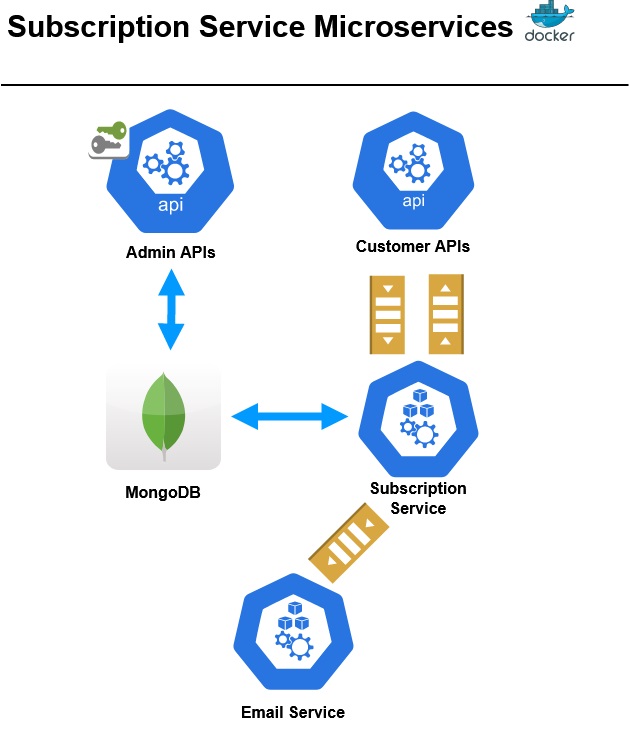 Subscription Service Microservices
docker
api
api
Admin APIs
Customer APIs
MongoDB
Subscription
Service
Email Service